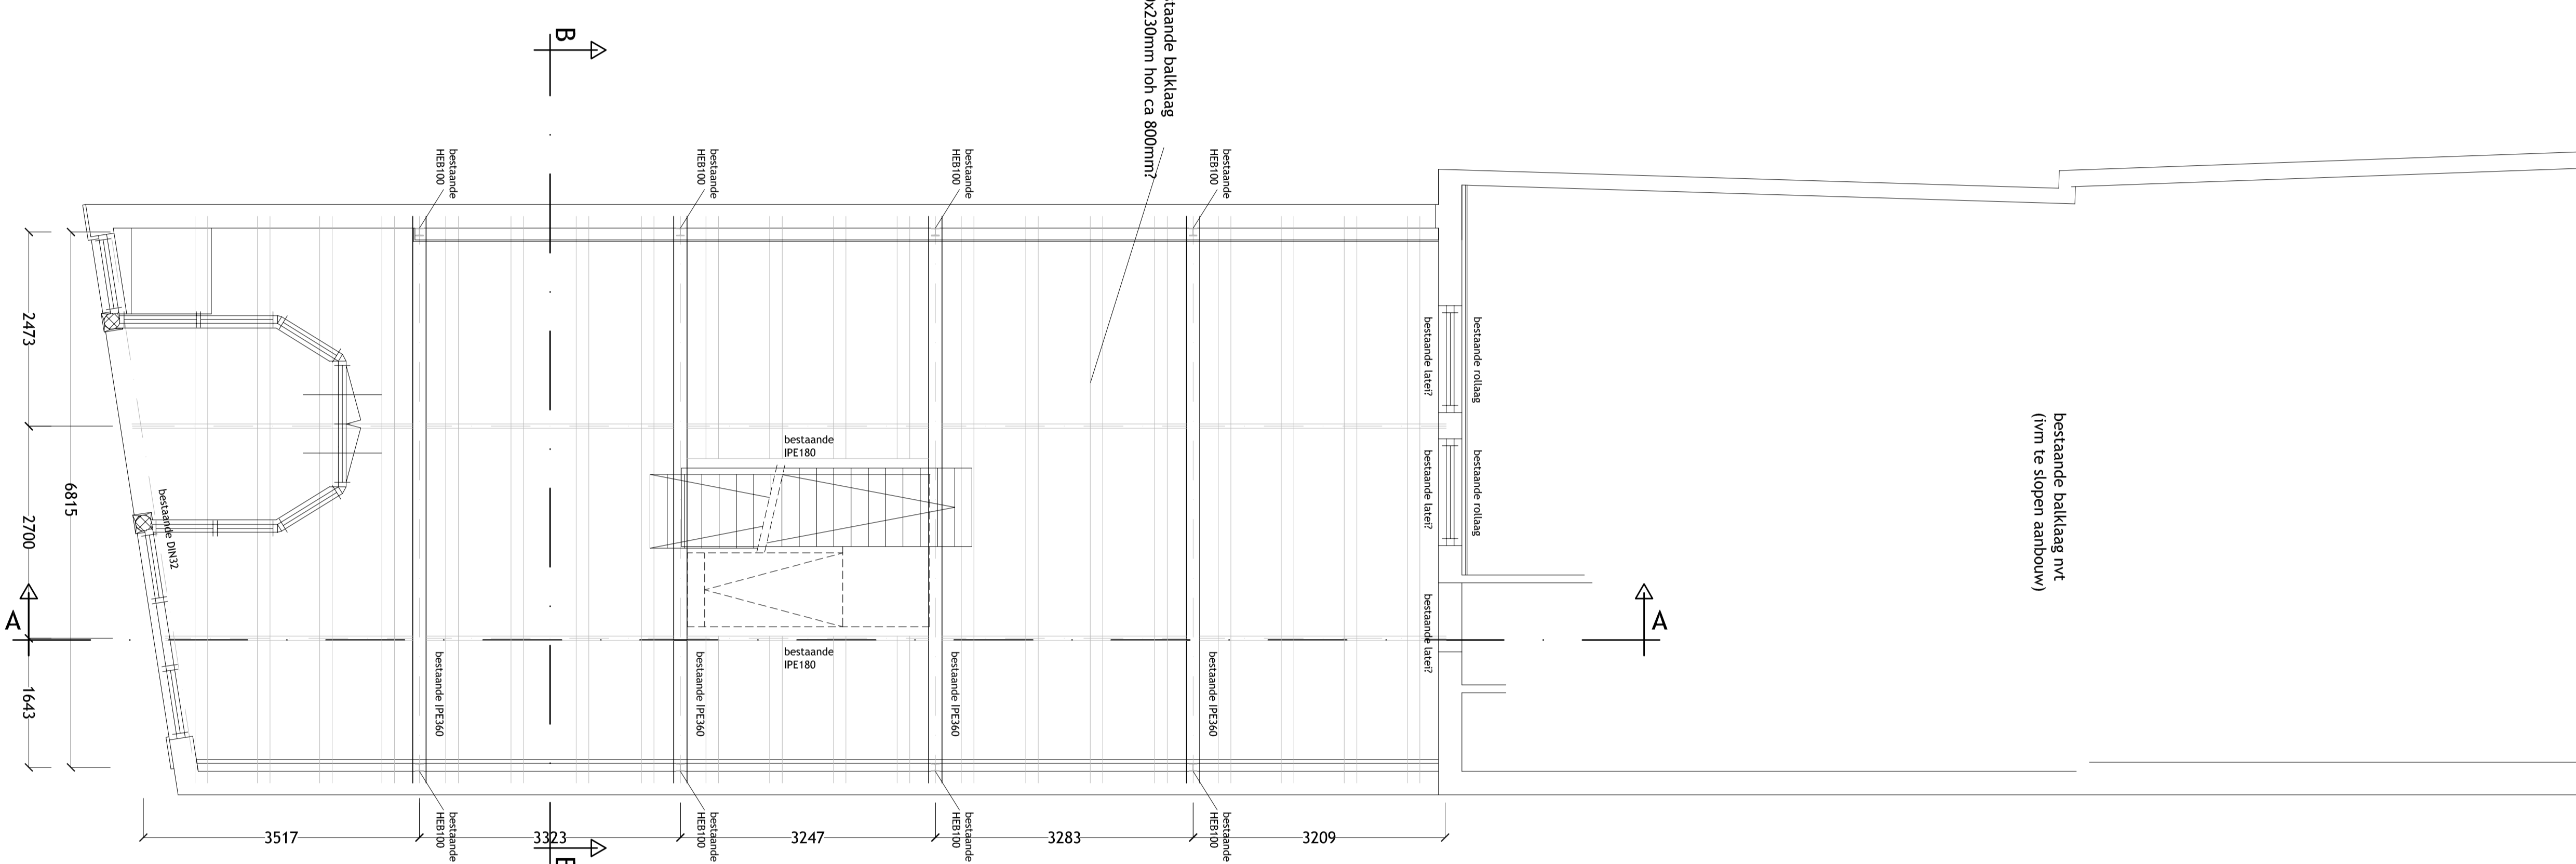 B
staande balklaag
x230mm hoh ca 800mm?
bestaande
HEB100
bestaande
HEB100
bestaande
HEB100
bestaande
HEB100
2473
6815
2700
1643
bestaande DIN32
bestaande
IPE180
bestaande
IPE180
bestaande latei?
bestaande rollaag
bestaande latei?
bestaande rollaag
bestaande latei?
bestaande balklaag nvt
(ivm te slopen aanbouw)
A
A
bestaande IPE360
bestaande IPE360
bestaande IPE360
bestaande IPE360
bestaande
HEB100
bestaande
HEB100
bestaande
HEB100
bestaande
HEB100
3517
3323
3247
3283
3209